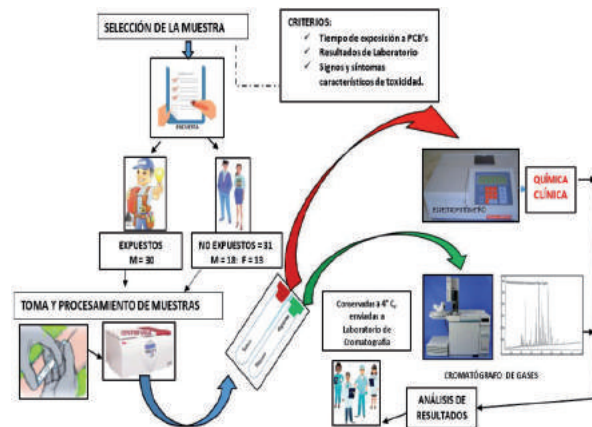 SELECCIÓN DE LA MUESTRA
CRITERIOS:
✓ Tiempo de exposición a PCB's
✓ Resultados de Laboratorio
✓ Signos y síntomas
característicos de toxicidad.
ENCUESTA
EXPUESTOS
M = 30
NO EXPUESTOS = 31
M = 18: F = 13
QUÍMICA
CLÍNICA
TOMA Y PROCESAMIENTO DE MUESTRAS
Conservadas a 4° C,
enviadas a
Laboratorio de
Cromatografía
CROMATÓGRAFO DE GASES
ANÁLISIS DE
RESULTADOS